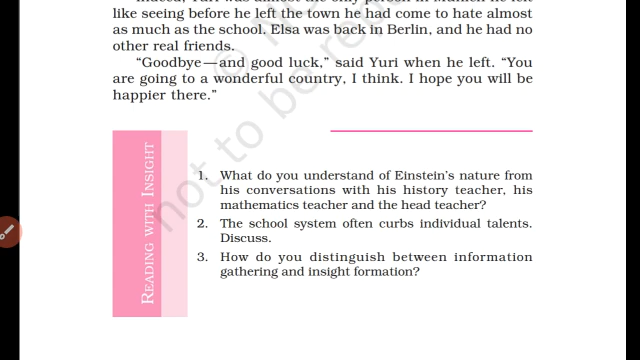 like seeing before he left the town he had come to hate almost
as much as the school. Elsa was back in Berlin, and he had no
other real friends.
“Goodbye—and good luck,” said Yuri when he left. “You
are going to a wonderful country, I think. I hope you will be
happier there.”
READING WITH INSIGHT
1. What do you understand of Einstein’s nature from
his conversations with his history teacher, his
mathematics teacher and the head teacher?
2. The school system often curbs individual talents.
Discuss.
3. How do you distinguish between information
gathering and insight formation?
not to be